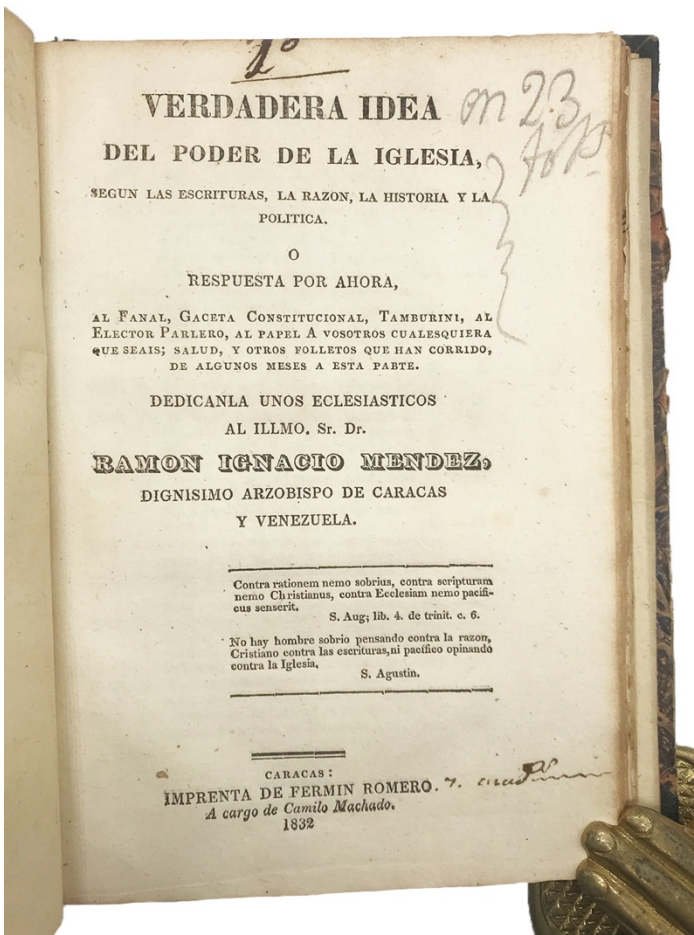 1º
VERDADERA IDEA
DEL PODER DE LA IGLESIA,
SEGUN LAS ESCRITURAS, LA RAZON, LA HISTORIA Y LA
POLITICA.
O
RESPUESTA POR AHORA,
AL FANAL, GACETA CONSTITUCIONAL, TAMBURINI, AL
ELECTOR PARLERO, AL PAPEL A VOSOTROS CUALESQUIERA
QUE SEAIS; SALUD, Y OTROS FOLLETOS QUE HAN CORRIDO,
DE ALGUNOS MESES A ESTA PABTE.
DEDICANLA UNOS ECLESIASTICOS
AL ILLMO. Sr. Dr.
RAMON IGNACIO MENDEZ,
DIGNISIMO ARZOBISPO DE CARACAS
Y VENEZUELA.
Contra rationem nemo sobrius, contra scripturam
nemo Christianus, contra Ecclesiam nemo pacifi-
cus senserit.
S. Aug; lib. 4. de trinit. c. 6.
No hay hombre sobrio pensando contra la razon,
Cristiano contra las escrituras, ni pacífico opinando
contra la Iglesia.
S. Agustin.
CARACAS:
IMPRENTA DE FERMIN ROMERO.
A cargo de Camilo Machado.
1832
on 23